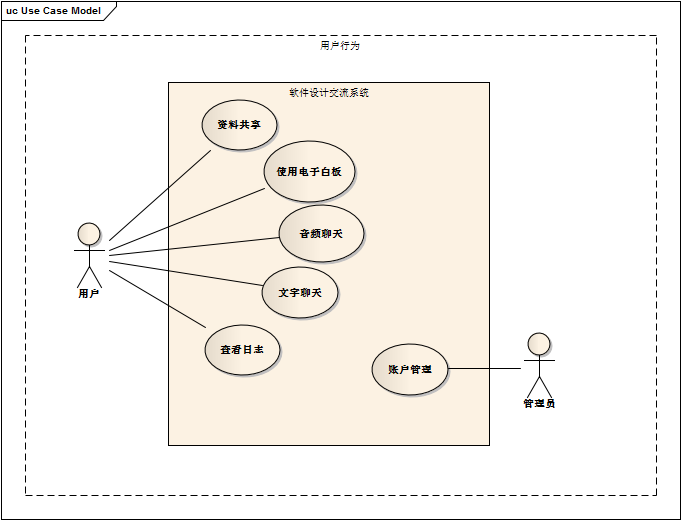 uc Use Case Model
用户行为
软件设计交流系统
资料共享
使用电子白板
音频聊天
用户
文字聊天
查看日志
账户管理
管理员